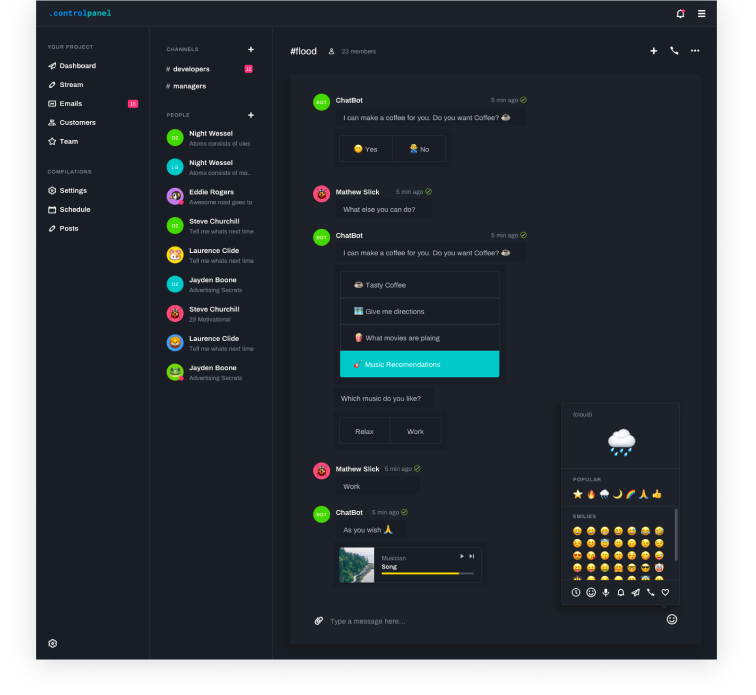 .controlpanel
YOUR PROJECT
Dashboard
Stream
Emails
Customers
Team
COMPILATIONS
Settings
Schedule
Posts
CHANNELS +
# developers
# managers
PEOPLE +
OZ Night Wessel
Atoms consists of ules
LG Night Wessel
Atoms consists of mo..
Eddie Rogers
Awesome road goes to
OZ Steve Churchill
Tell me whats next time
Laurence Clide
Tell me whats next time
OZ Jayden Boone
Advertising Secrets
Steve Churchill
29 Motivational
Laurence Clide
Tell me whats next time
Jayden Boone
Advertising Secrets
#flood 23 members
BOT ChatBot 5 min ago
I can make a coffee for you. Do you want Coffee?
Yes No
Mathew Slick 5 min ago
What else you can do?
BOT ChatBot 5 min ago
I can make a coffee for you. Do you want Coffee?
Tasty Coffee
Give me directions
What movies are plaing
Music Recomendations
Which music do you like?
Relax Work
Mathew Slick 5 min ago
Work
BOT ChatBot 5 min ago
As you wish
Musician
Song
Type a message here...
(cloud)
POPULAR
SMILIES